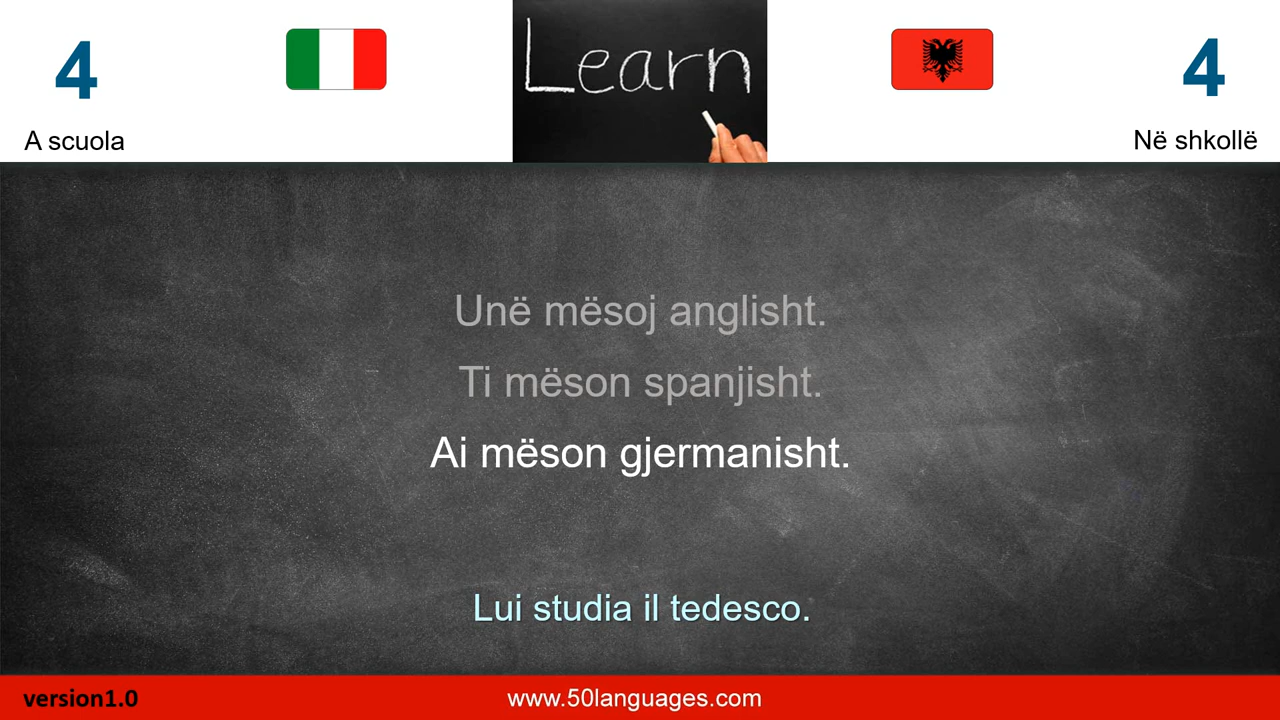 4
Learn
4
A scuola
Në shkollë
Unë mësoj anglisht.
Ti mëson spanjisht.
Ai mëson gjermanisht.
Lui studia il tedesco.
version1.0
www.50languages.com